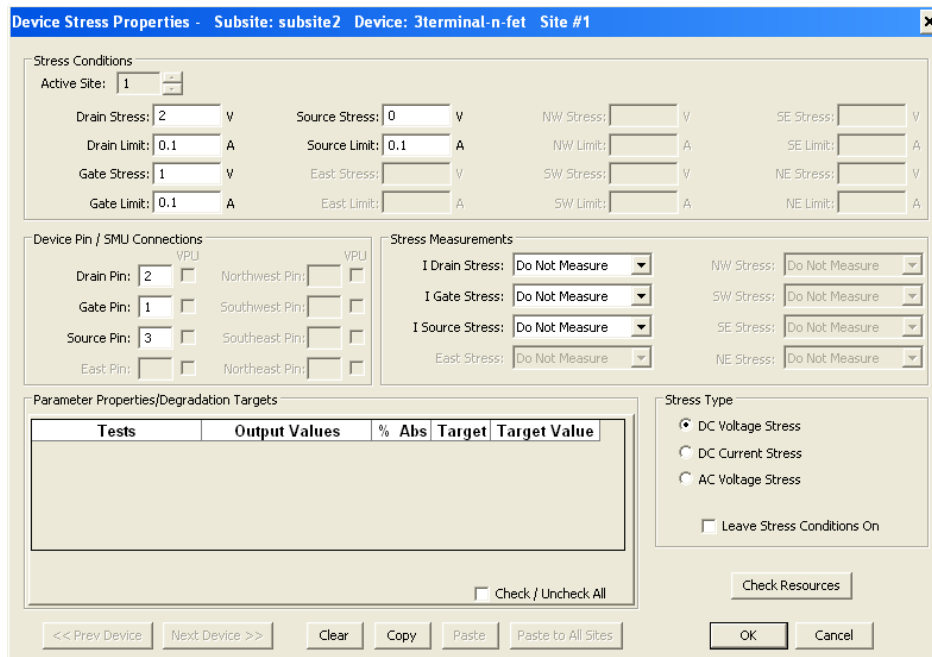 Device Stress Properties -   Subsite: subsite2   Device: 3terminal-n-fet   Site #1
Stress Conditions
Active Site: 1
Drain Stress: 2 V Source Stress: 0 V NW Stress: V SE Stress: V
Drain Limit: 0.1 A Source Limit: 0.1 A NW Limit: A SE Limit: A
Gate Stress: 1 V East Stress: V SW Stress: V NE Stress: V
Gate Limit: 0.1 A East Limit: A SW Limit: A NE Limit: A
Device Pin / SMU Connections
VPU VPU
Drain Pin: 2 Northwest Pin:
Gate Pin: 1 Southwest Pin:
Source Pin: 3 Southeast Pin:
East Pin: Northeast Pin:
Stress Measurements
I Drain Stress: Do Not Measure NW Stress: Do Not Measure
I Gate Stress: Do Not Measure SW Stress: Do Not Measure
I Source Stress: Do Not Measure SE Stress: Do Not Measure
East Stress: Do Not Measure NE Stress: Do Not Measure
Parameter Properties/Degradation Targets
Tests Output Values % Abs Target Target Value
Check / Uncheck All
Stress Type
DC Voltage Stress
DC Current Stress
AC Voltage Stress
Leave Stress Conditions On
Check Resources
<< Prev Device Next Device >> Clear Copy Paste Paste to All Sites OK Cancel